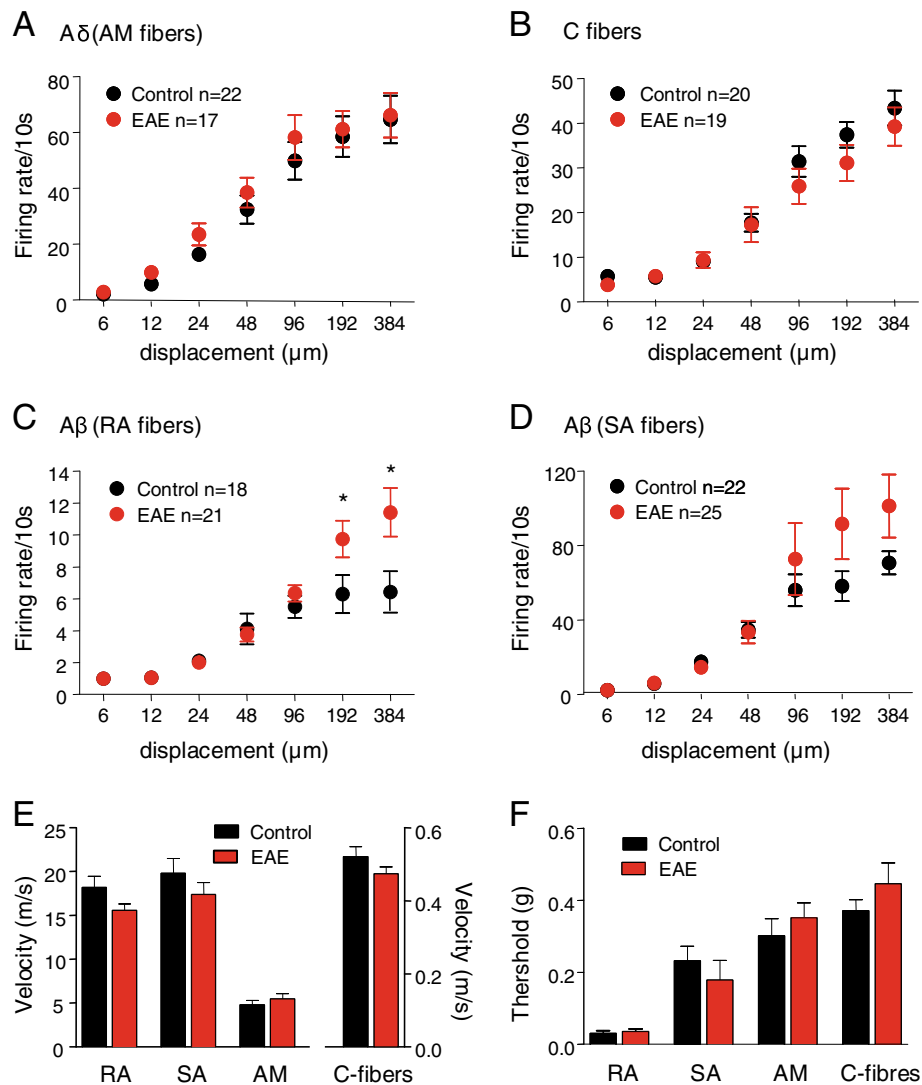 A Aδ (AM fibers)
Control n=22
EAE n=17
Firing rate/10s
80
60
40
20
0
6 12 24 48 96 192 384
displacement (µm)
B C fibers
Control n=20
EAE n=19
Firing rate/10s
50
40
30
20
10
0
6 12 24 48 96 192 384
displacement (µm)
C Aβ (RA fibers)
Control n=18
EAE n=21
* *
Firing rate/10s
14
12
10
8
6
4
2
0
6 12 24 48 96 192 384
displacement (µm)
D Aβ (SA fibers)
Control n=22
EAE n=25
Firing rate/10s
120
80
40
0
6 12 24 48 96 192 384
displacement (µm)
E
Control
EAE
Velocity (m/s)
25
20
15
10
5
0
Velocity (m/s)
0.6
0.4
0.2
0.0
RA SA AM C-fibers
F
Control
EAE
Thershold (g)
0.6
0.4
0.2
0.0
RA SA AM C-fibres